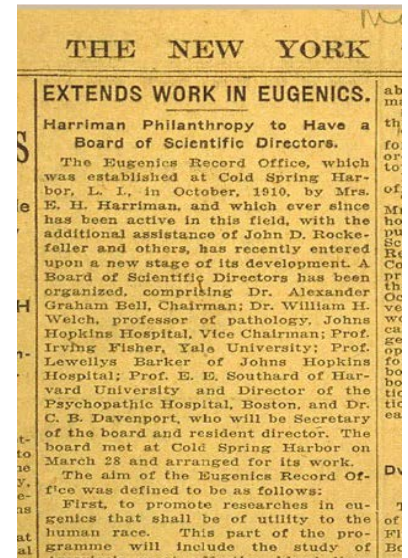 THE NEW YORK
EXTENDS WORK IN EUGENICS.
Harriman Philanthropy to Have a
Board of Scientific Directors.
The Eugenics Record Office, which
was established at Cold Spring Har-
bor, L. I., in October, 1910, by Mrs.
E. H. Harriman, and which ever since
has been active in this field, with the
additional assistance of John D. Rocke-
feller and others, has recently entered
upon a new stage of its development. A
Board of Scientific Directors has been
organized, comprising Dr. Alexander
Graham Bell, Chairman; Dr. William H.
Welch, professor of pathology, Johns
Hopkins Hospital, Vice Chairman; Prof.
Irving Fisher, Yale University; Prof.
Lewellys Barker of Johns Hopkins
Hospital; Prof. E. E. Southard of Har-
vard University and Director of the
Psychopathic Hospital, Boston, and Dr.
C. B. Davenport, who will be Secretary
of the board and resident director. The
board met at Cold Spring Harbor on
March 28 and arranged for its work.
The aim of the Eugenics Record Of-
fice was defined to be as follows:
First, to promote researches in eu-
genics that shall be of utility to the
human race. This part of the pro-
gramme will include the study of